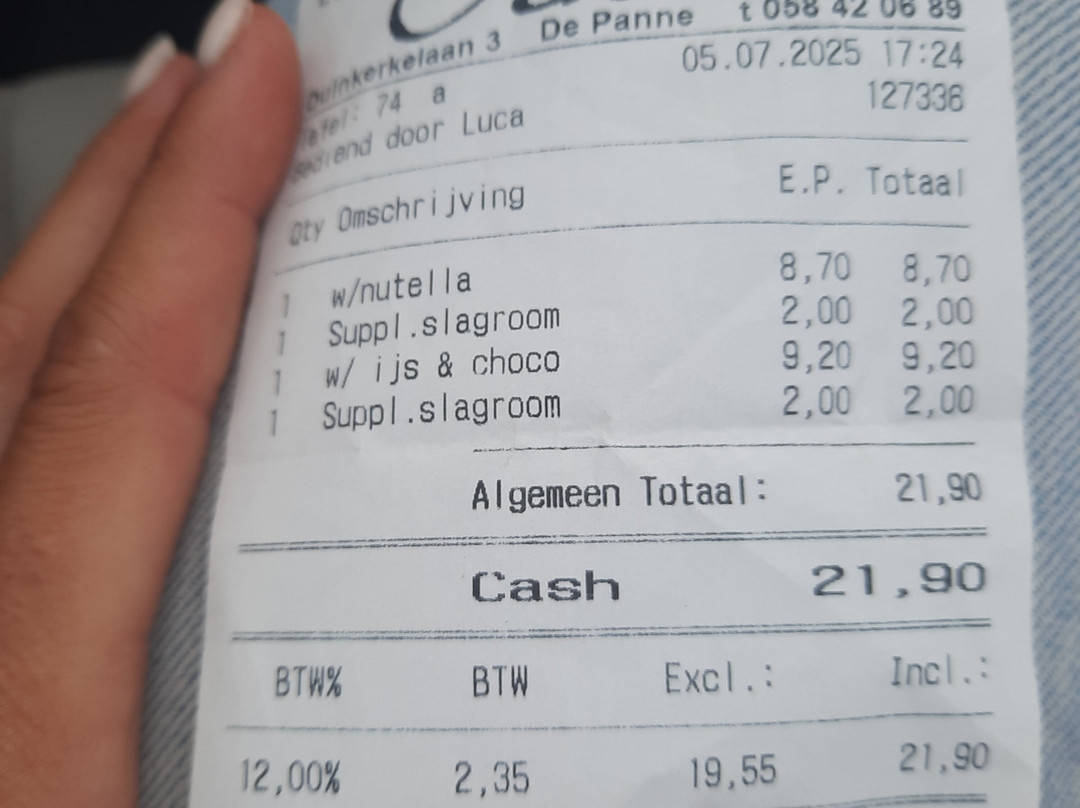 De Panne t 058 42 06 89
Duinkerkelaan 3
05.07.2025 17:24
Tafel: 74 a
127336
Bediend door Luca
Qty Omschrijving E.P. Totaal
1 w/nutella 8,70 8,70
1 Suppl.slagroom 2,00 2,00
1 w/ ijs & choco 9,20 9,20
1 Suppl.slagroom 2,00 2,00
Algemeen Totaal: 21,90
Cash 21,90
BTW% BTW Excl.: Incl.:
12,00% 2,35 19,55 21,90